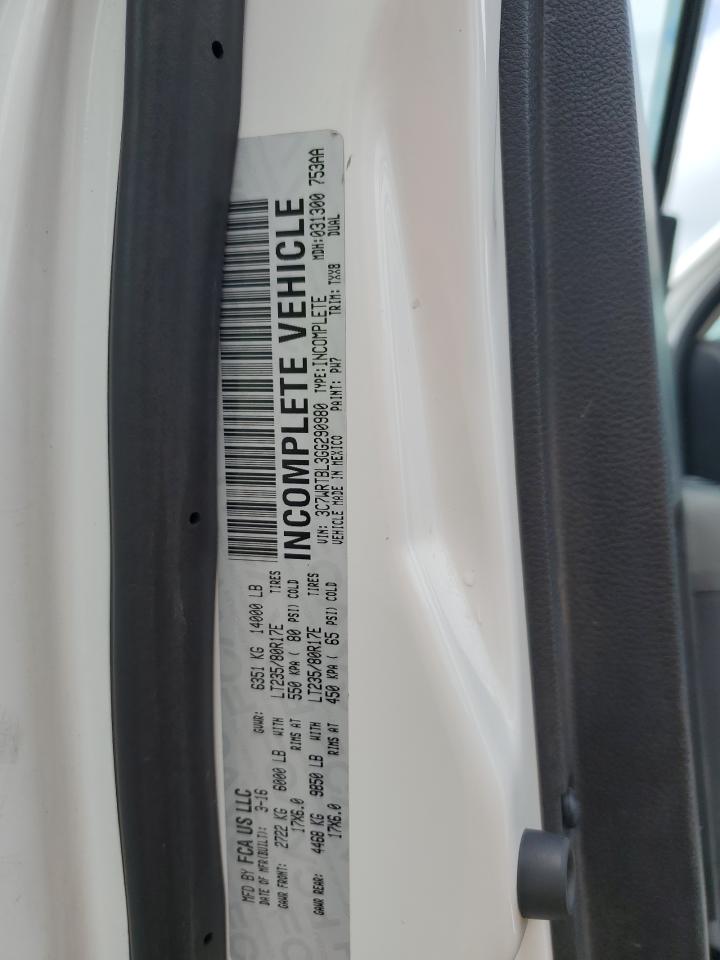 MFD BY FCA US LLC
DATE OF MFR(BUILT): 3-16 GVWR: 6351 KG 14000 LB
GAWR FRONT: 2722 KG 6000 LB WITH LT235/80R17E TIRES
17X6.0 RIMS AT 550 KPA ( 80 PSI) COLD
GAWR REAR: 4468 KG 9850 LB WITH LT235/80R17E TIRES
17X6.0 RIMS AT 450 KPA ( 65 PSI) COLD
INCOMPLETE VEHICLE
VIN: 3C7WRTBL3GG290980 TYPE:INCOMPLETE MDH:031300 753AA
VEHICLE MADE IN MEXICO PAINT: PW7 TRIM: TXX8 DUAL